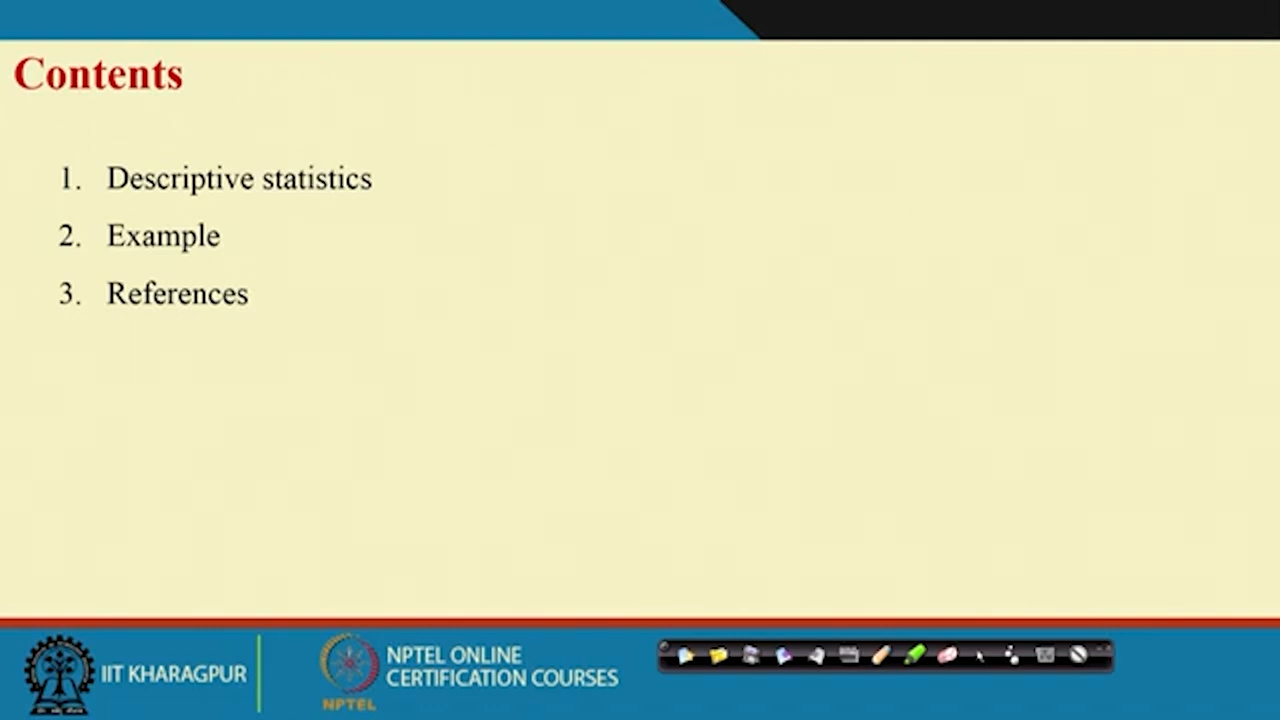 Contents
1. Descriptive statistics
2. Example
3. References
IIT KHARAGPUR
NPTEL ONLINE
CERTIFICATION COURSES
NPTEL